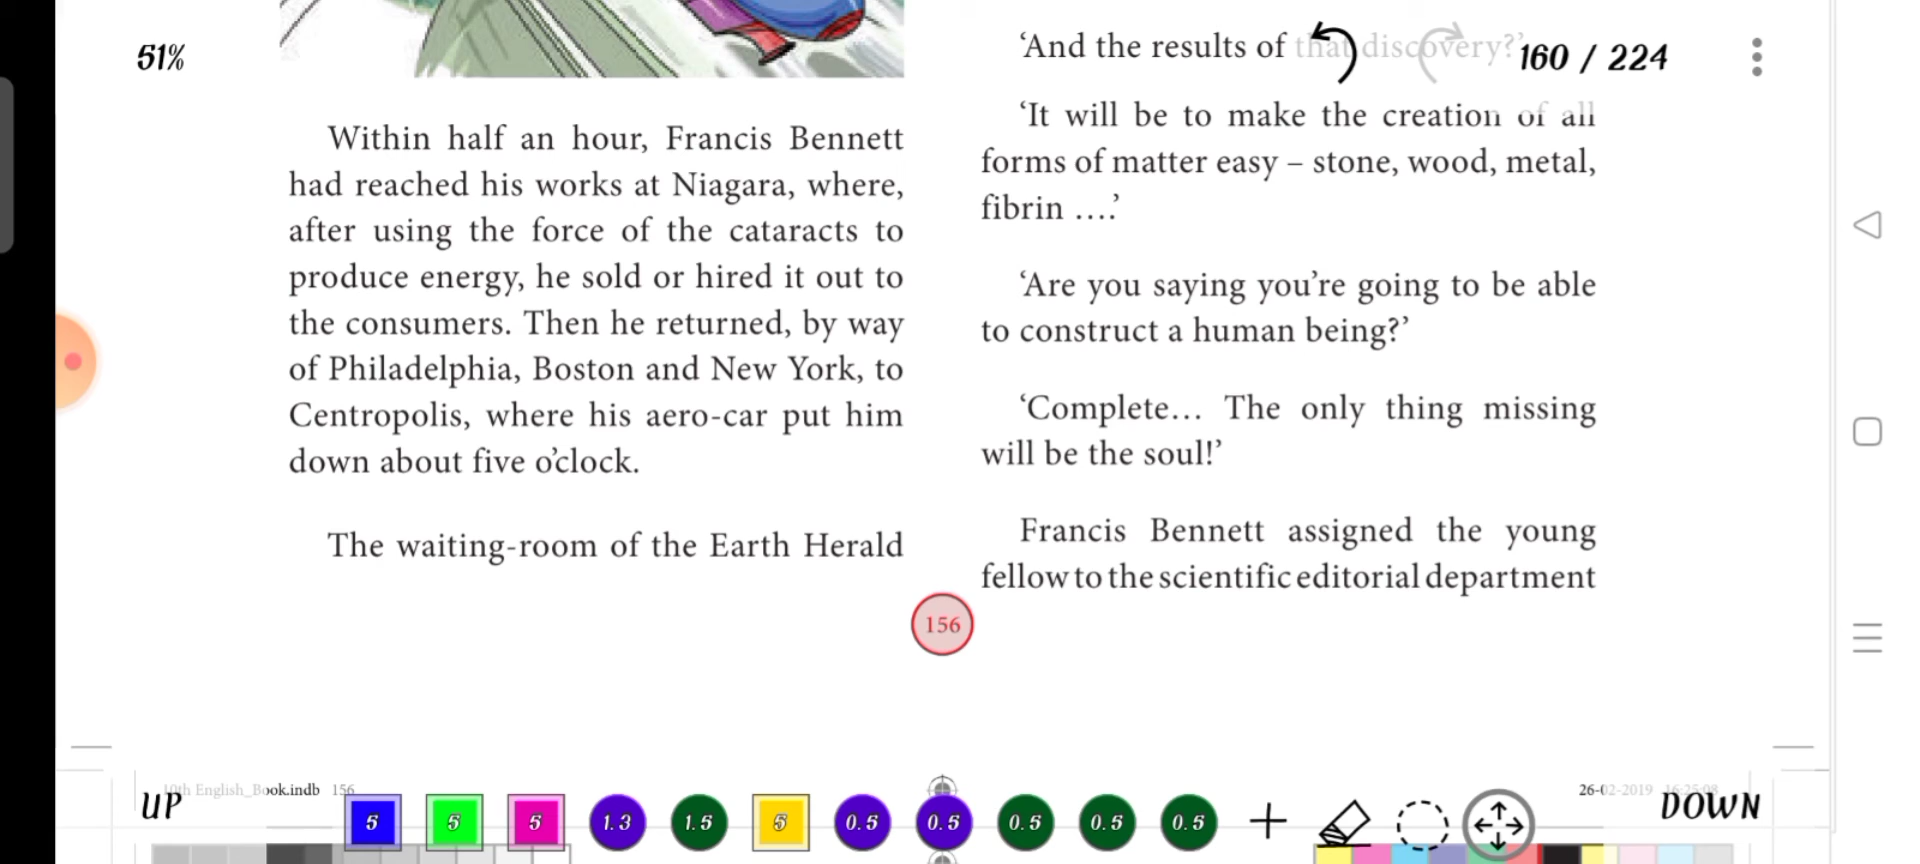 51%
160 / 224
Within half an hour, Francis Bennett
had reached his works at Niagara, where,
after using the force of the cataracts to
produce energy, he sold or hired it out to
the consumers. Then he returned, by way
of Philadelphia, Boston and New York, to
Centropolis, where his aero-car put him
down about five o’clock.
The waiting-room of the Earth Herald
‘And the results of that discovery?’
‘It will be to make the creation of all
forms of matter easy – stone, wood, metal,
fibrin ….’
‘Are you saying you’re going to be able
to construct a human being?’
‘Complete… The only thing missing
will be the soul!’
Francis Bennett assigned the young
fellow to the scientific editorial department
156
10th English_Book.indb 156
26-02-2019 16:25:08
UP
DOWN
5 5 5 1.3 1.5 5 0.5 0.5 0.5 0.5 0.5